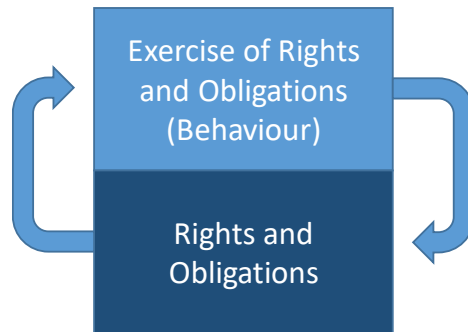 Exercise of Rights
and Obligations
(Behaviour)
Rights and
Obligations